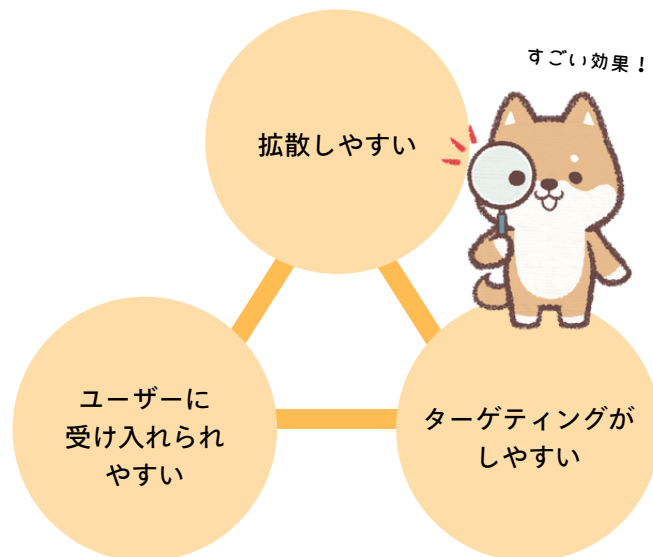 すごい効果！
拡散しやすい
ユーザーに
受け入れられ
やすい
ターゲティングが
しやすい